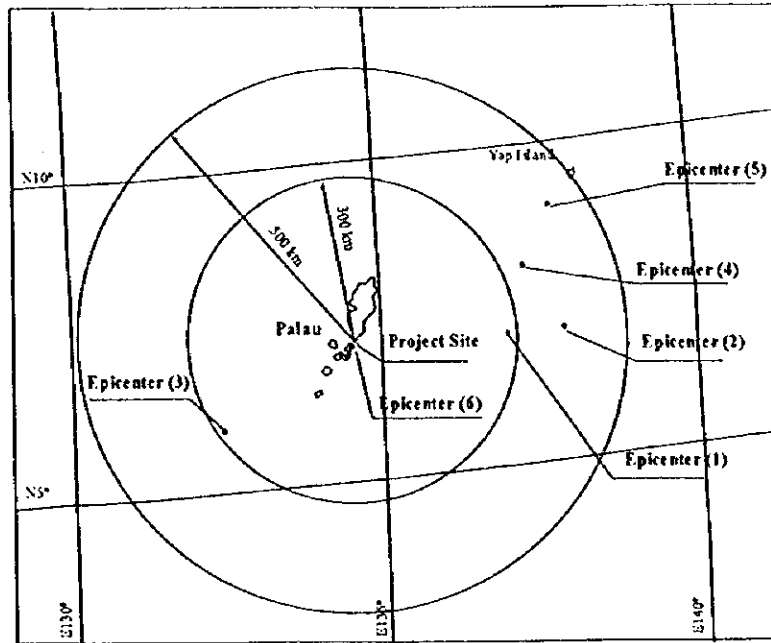 Yap Island
N10°
Epicenter (5)
300 km
500 km
Epicenter (4)
Palau
Project Site
Epicenter (2)
Epicenter (3)
Epicenter (6)
Epicenter (1)
N5°
E130°
E135°
E140°